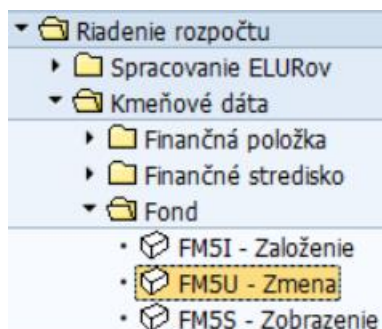 Riadenie rozpočtu
Spracovanie ELURov
Kmeňové dáta
Finančná položka
Finančné stredisko
Fond
FM5I - Založenie
FM5U - Zmena
FM5S - Zobrazenie